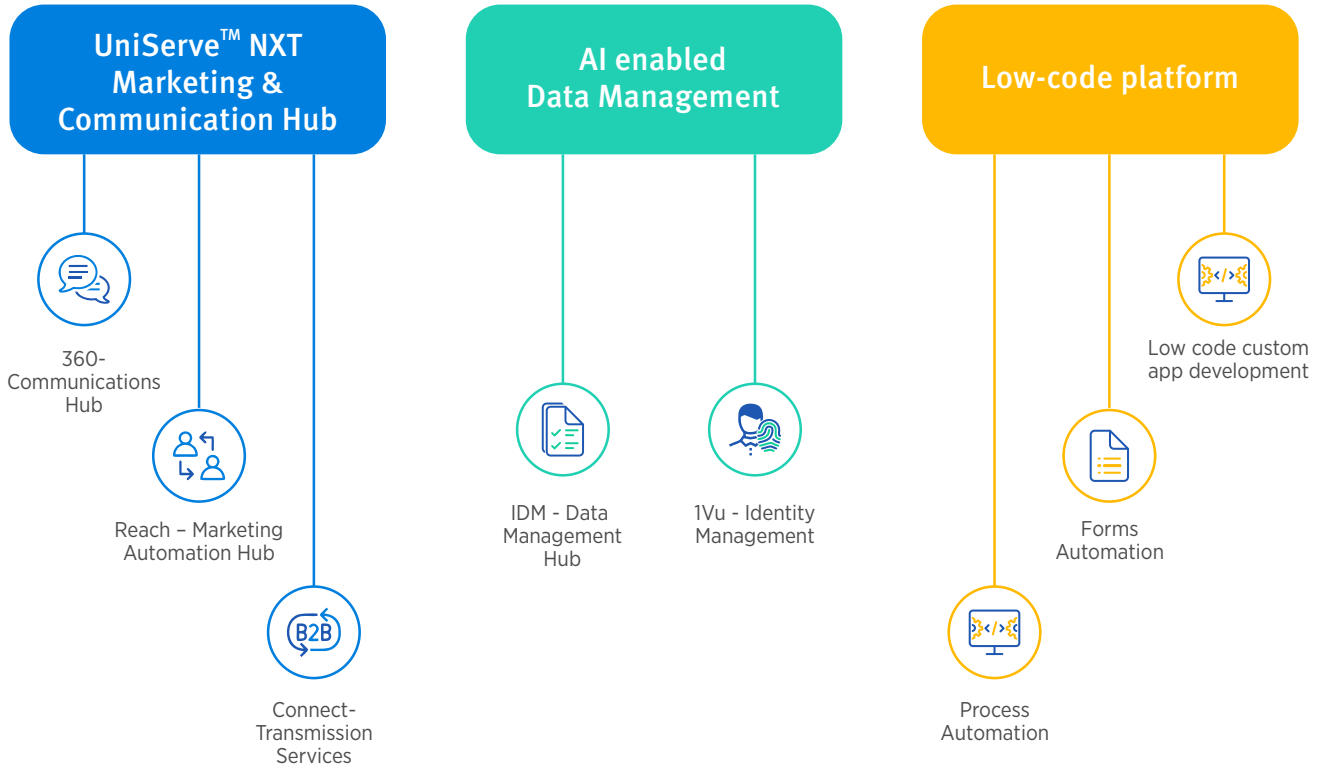 UniServe™ NXT
Marketing &
Communication Hub
AI enabled
Data Management
Low-code platform
360-
Communications
Hub
Reach – Marketing
Automation Hub
B2B
Connect-
Transmission
Services
IDM - Data
Management
Hub
1Vu - Identity
Management
</>
Low code custom
app development
Forms
Automation
</>
Process
Automation